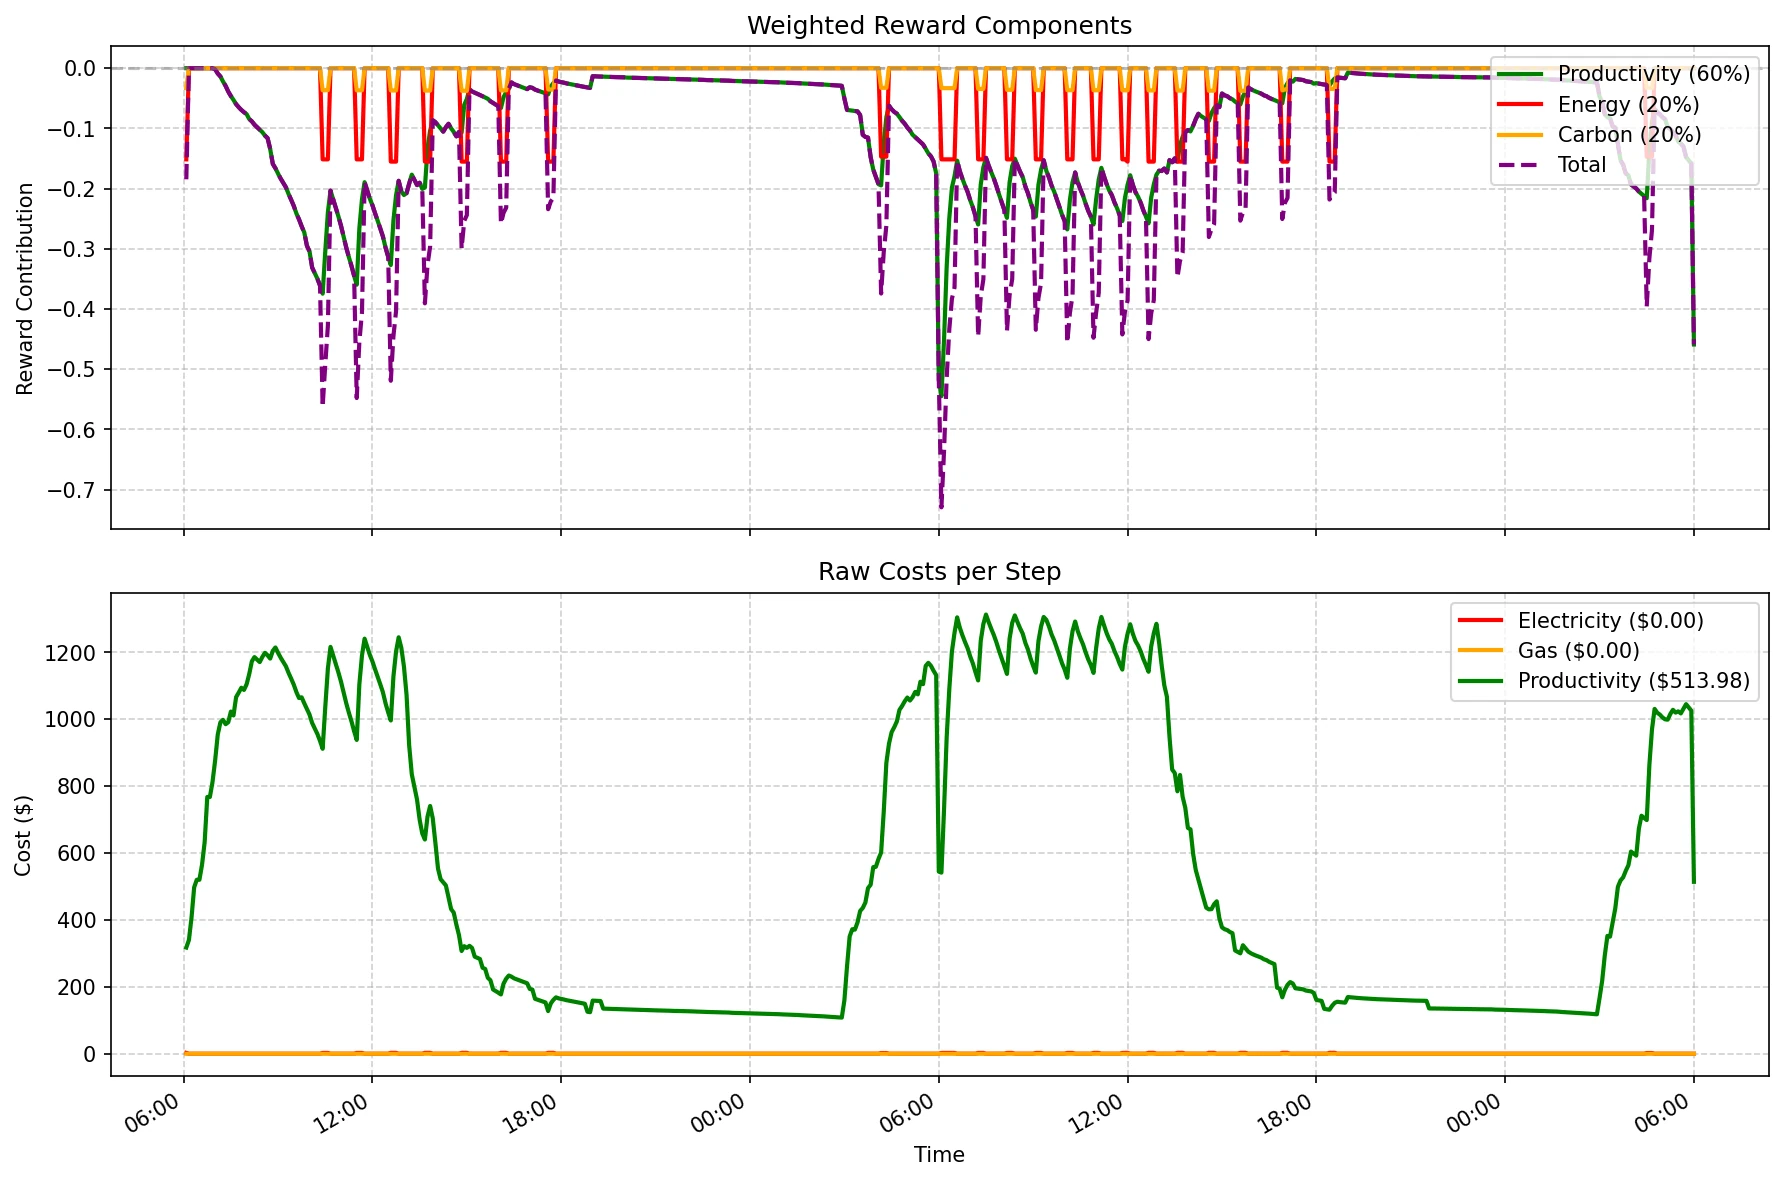 Weighted Reward Components
0.0
−0.1
−0.2
−0.3
−0.4
−0.5
−0.6
−0.7
Reward Contribution
Productivity (60%)
Energy (20%)
Carbon (20%)
Total
Raw Costs per Step
1200
1000
800
600
400
200
0
Cost ($)
Electricity ($0.00)
Gas ($0.00)
Productivity ($513.98)
06:00
12:00
18:00
00:00
06:00
12:00
18:00
00:00
06:00
Time